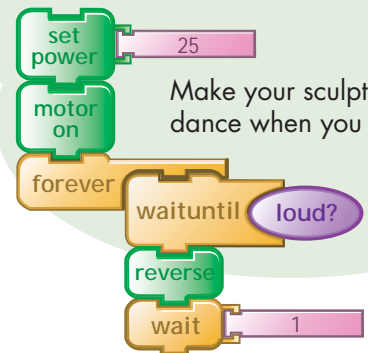 set
power
25
motor
on
Make your sculpt
dance when you
forever
waituntil
loud?
reverse
wait
1